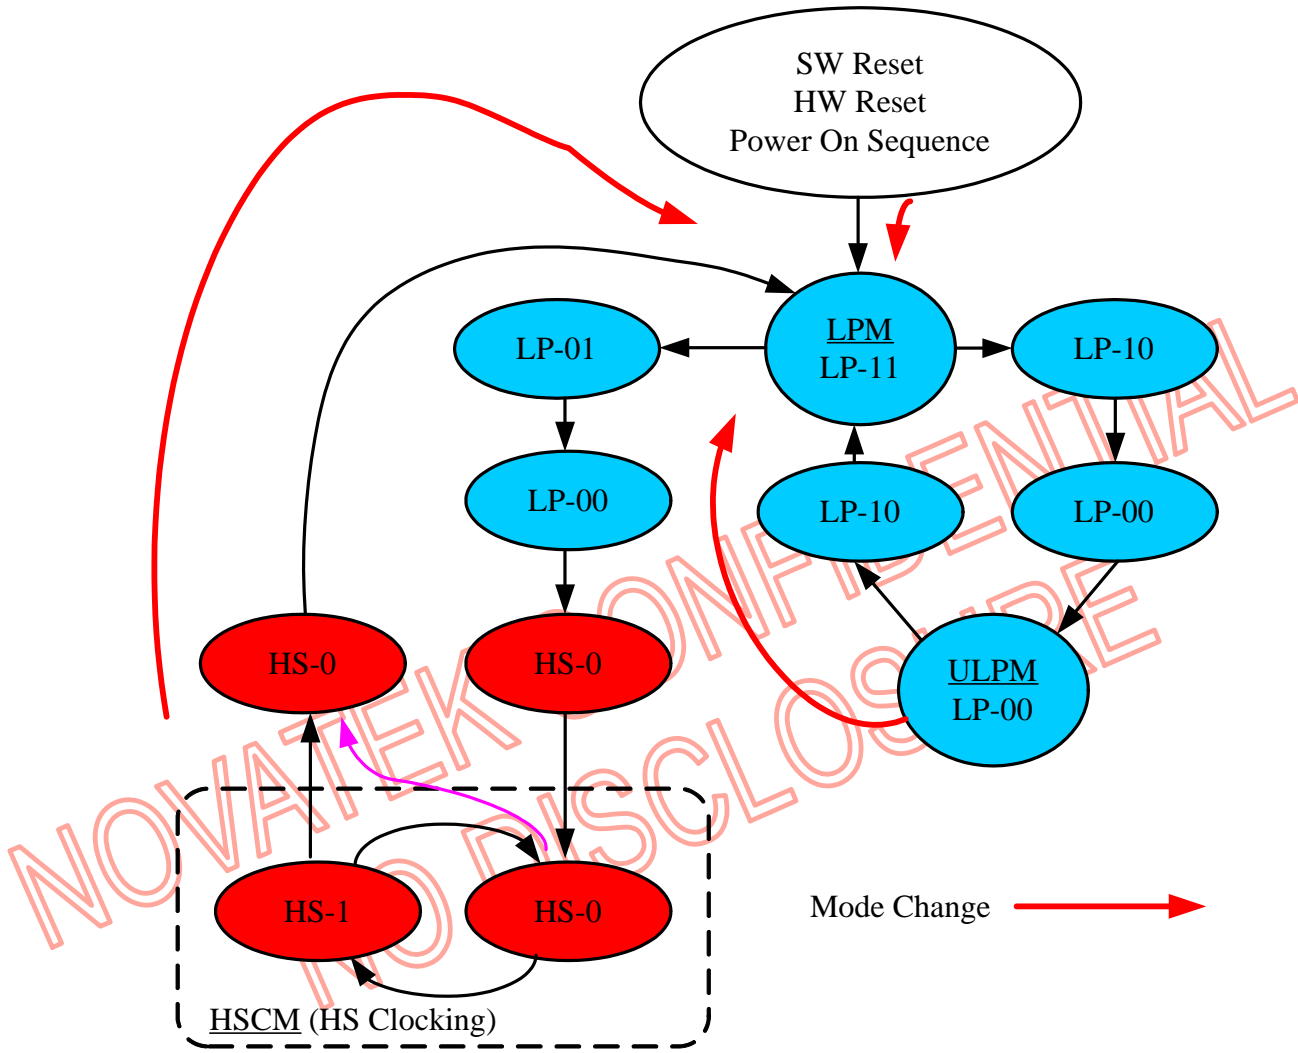 SW Reset
HW Reset
Power On Sequence
LPM
LP-11
LP-01
LP-10
LP-00
LP-10
LP-00
HS-0
HS-0
ULPM
LP-00
HS-1
HS-0
Mode Change
HSCM (HS Clocking)
NOVATEK CONFIDENTIAL
NO DISCLOSURE